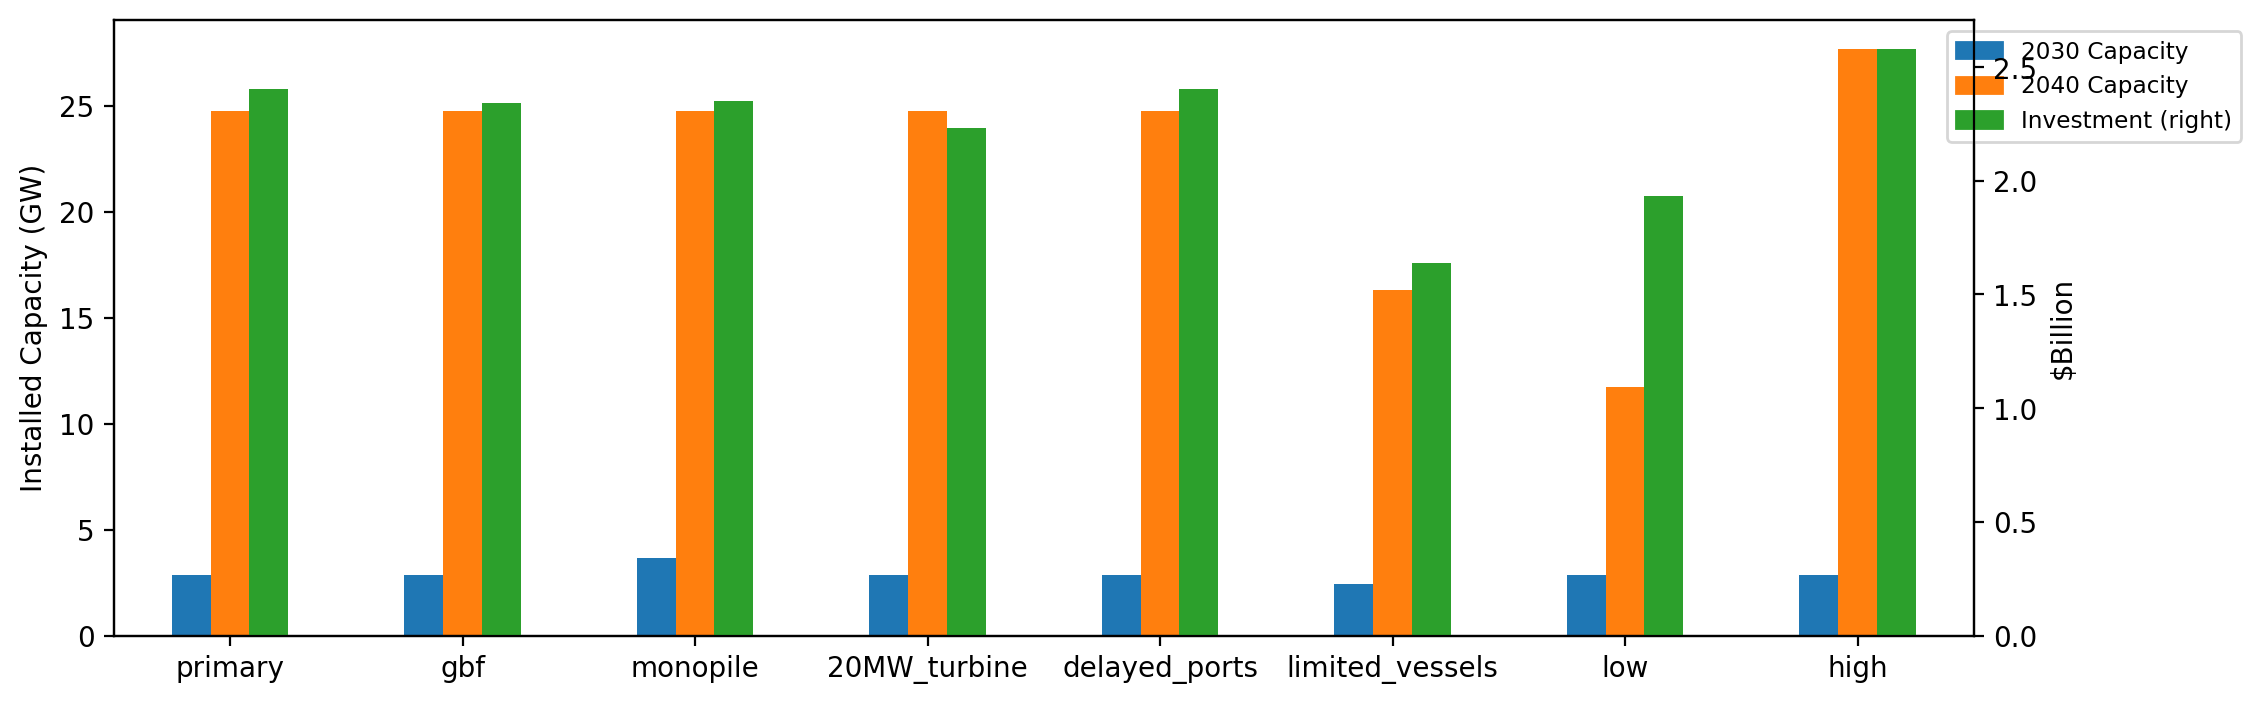 2030 Capacity
2040 Capacity
Investment (right)
Installed Capacity (GW)
25
20
15
10
5
0
2.5
2.0
1.5
1.0
0.5
0.0
$Billion
primary gbf monopile 20MW_turbine delayed_ports limited_vessels low high